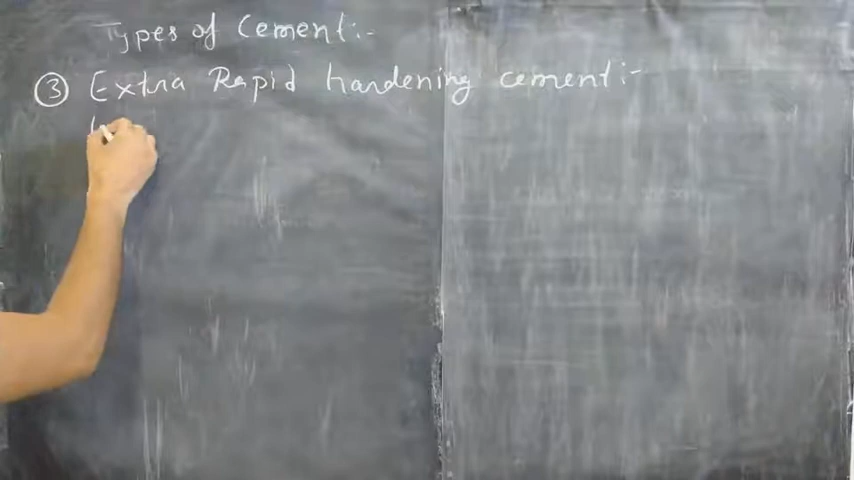 Types of Cement:-
③ Extra Rapid hardening cement:-